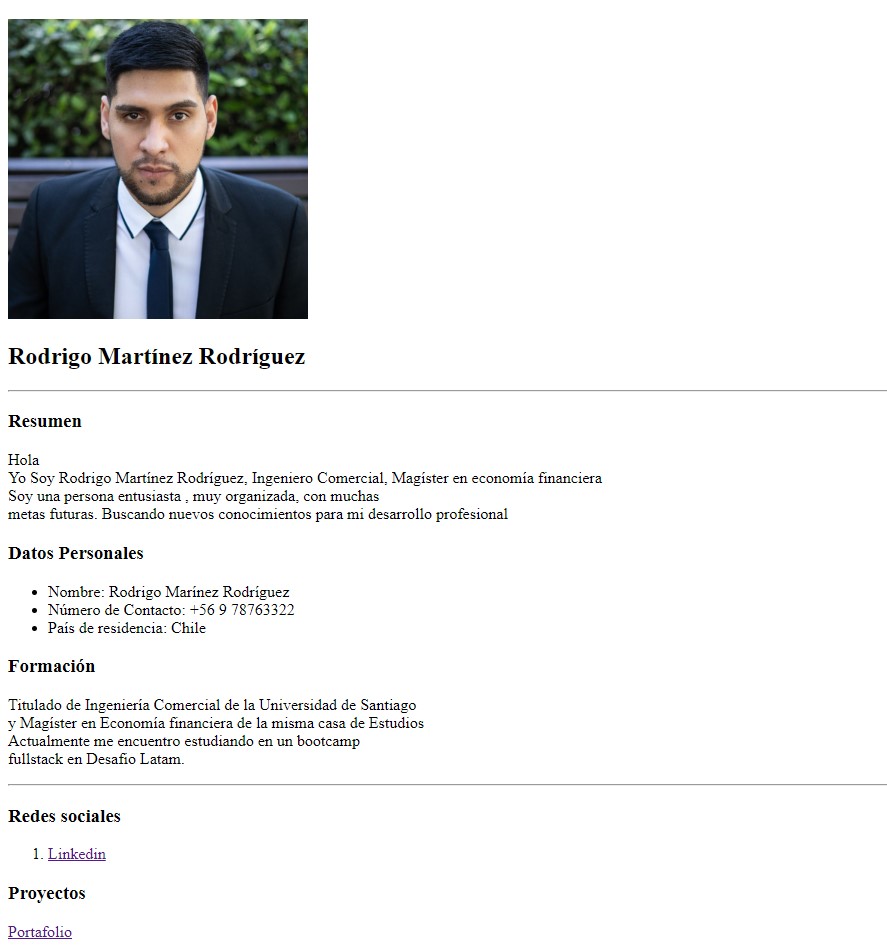 Rodrigo Martínez Rodríguez
Resumen
Hola
Yo Soy Rodrigo Martínez Rodríguez, Ingeniero Comercial, Magíster en economía financiera
Soy una persona entusiasta , muy organizada, con muchas
metas futuras. Buscando nuevos conocimientos para mi desarrollo profesional
Datos Personales
• Nombre: Rodrigo Marínez Rodríguez
• Número de Contacto: +56 9 78763322
• País de residencia: Chile
Formación
Titulado de Ingeniería Comercial de la Universidad de Santiago
y Magíster en Economía financiera de la misma casa de Estudios
Actualmente me encuentro estudiando en un bootcamp
fullstack en Desafío Latam.
Redes sociales
1. Linkedin
Proyectos
Portafolio